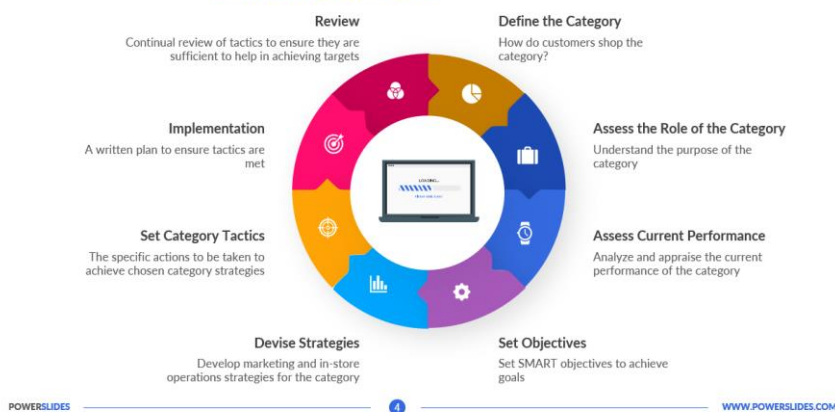 Review
Continual review of tactics to ensure they are
sufficient to help in achieving targets
Define the Category
How do customers shop the
category?
Implementation
A written plan to ensure tactics are
met
Assess the Role of the Category
Understand the purpose of the
category
LOADING...
Set Category Tactics
The specific actions to be taken to
achieve chosen category strategies
Assess Current Performance
Analyze and appraise the current
performance of the category
Devise Strategies
Develop marketing and in-store
operations strategies for the category
Set Objectives
Set SMART objectives to achieve
goals
POWERSLIDES
4
WWW.POWERSLIDES.COM